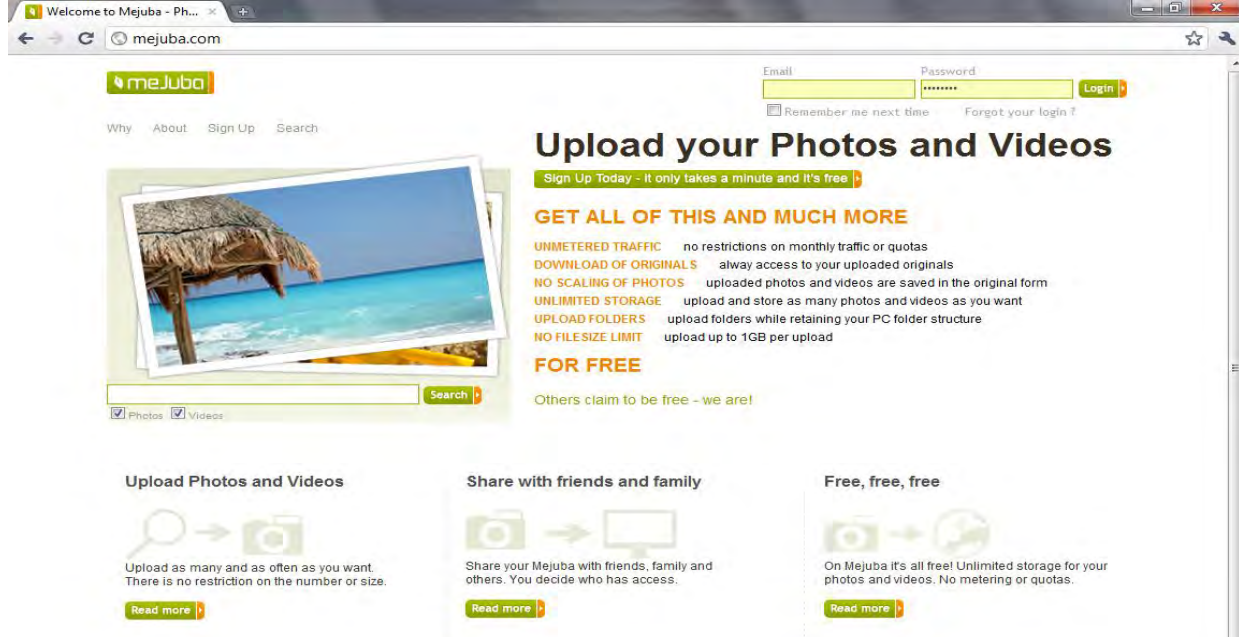 Welcome to Mejuba - Ph...
mejuba.com
meJuba
Email Password
•••••••• Login
Remember me next time Forgot your login ?
Why About Sign Up Search
Upload your Photos and Videos
Sign Up Today - It only takes a minute and it's free
GET ALL OF THIS AND MUCH MORE
UNMETERED TRAFFIC no restrictions on monthly traffic or quotas
DOWNLOAD OF ORIGINALS alway access to your uploaded originals
NO SCALING OF PHOTOS uploaded photos and videos are saved in the original form
UNLIMITED STORAGE upload and store as many photos and videos as you want
UPLOAD FOLDERS upload folders while retaining your PC folder structure
NO FILESIZE LIMIT upload up to 1GB per upload
FOR FREE
Others claim to be free - we are!
Search
Photos Videos
Upload Photos and Videos
Upload as many and as often as you want.
There is no restriction on the number or size.
Read more
Share with friends and family
Share your Mejuba with friends, family and
others. You decide who has access.
Read more
Free, free, free
On Mejuba it's all free! Unlimited storage for your
photos and videos. No metering or quotas.
Read more